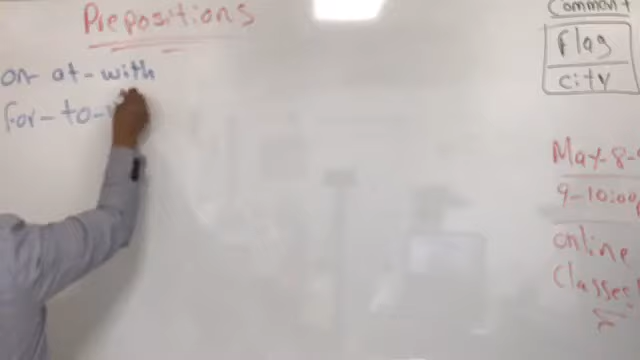 Prepositions
on - at - with
for - to -
Comment
Flag
city
May-8-
9-10:00
online
Classes